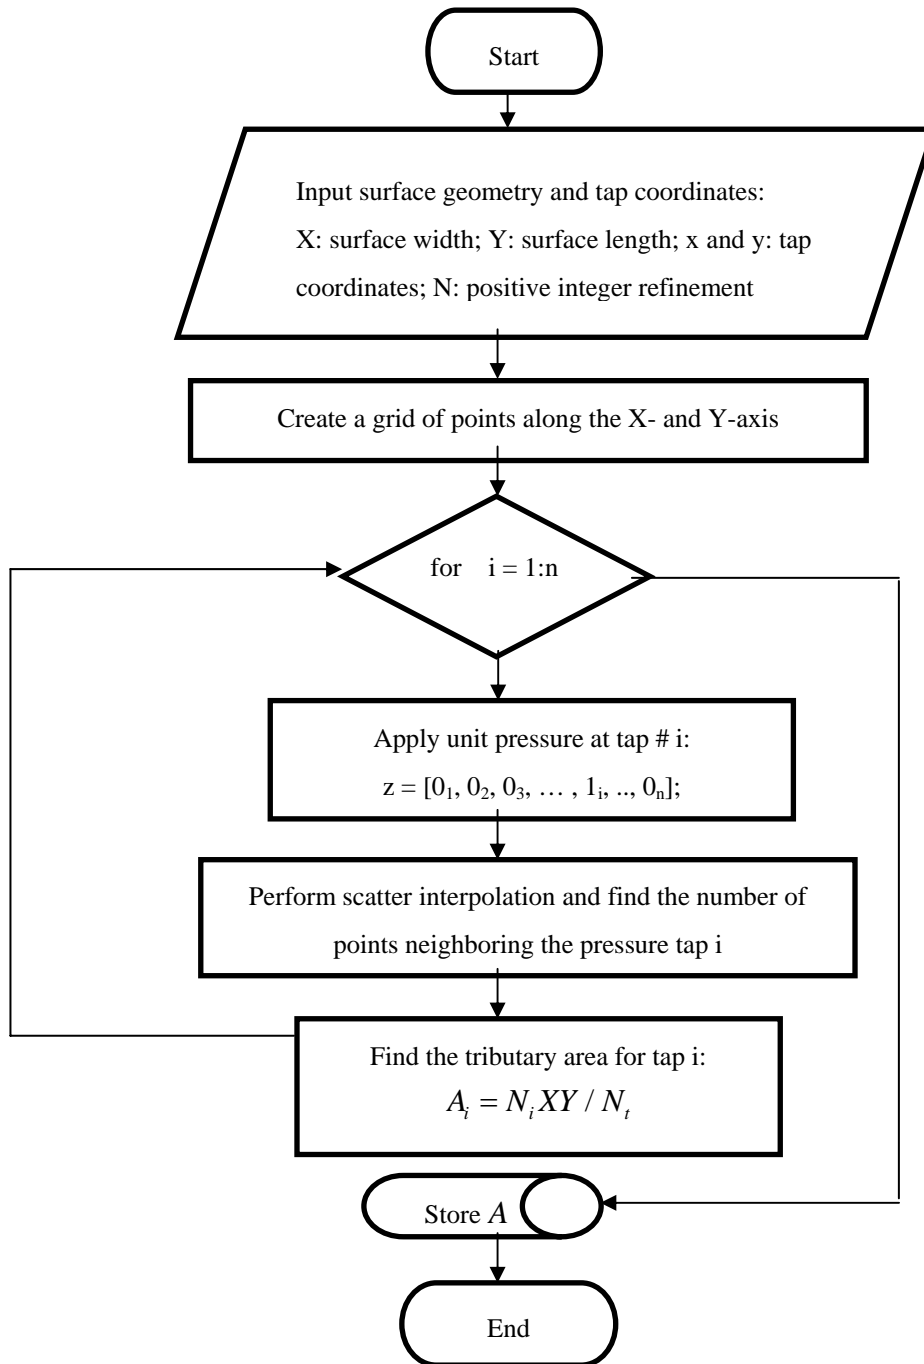 Start
Input surface geometry and tap coordinates:
X: surface width; Y: surface length; x and y: tap
coordinates; N: positive integer refinement
Create a grid of points along the X- and Y-axis
for i = 1:n
Apply unit pressure at tap # i:
z = [0₁, 0₂, 0₃, … , 1ᵢ, .., 0ₙ];
Perform scatter interpolation and find the number of
points neighboring the pressure tap i
Find the tributary area for tap i:
Aᵢ = NᵢXY / Nₜ
Store A
End